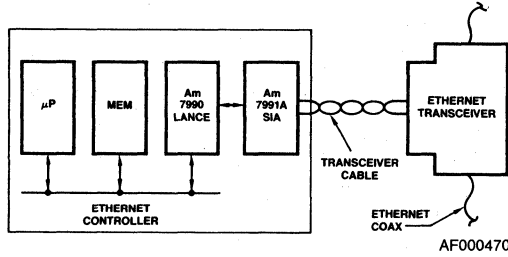 μP
MEM
Am
7990
LANCE
Am
7991A
SIA
ETHERNET
TRANSCEIVER
TRANSCEIVER
CABLE
ETHERNET
CONTROLLER
ETHERNET
COAX
AF000470